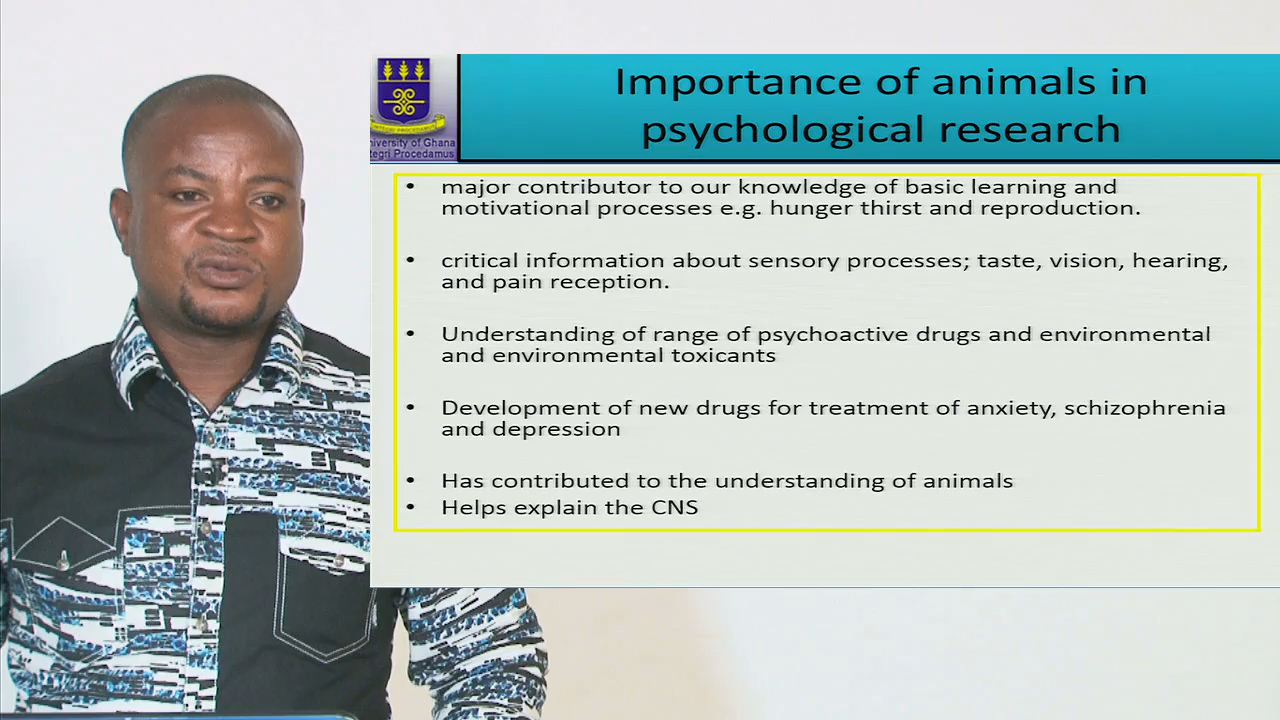 Importance of animals in
psychological research
niversity of Ghana
tegri Procedamus
• major contributor to our knowledge of basic learning and
motivational processes e.g. hunger thirst and reproduction.
• critical information about sensory processes; taste, vision, hearing,
and pain reception.
• Understanding of range of psychoactive drugs and environmental
and environmental toxicants
• Development of new drugs for treatment of anxiety, schizophrenia
and depression
• Has contributed to the understanding of animals
• Helps explain the CNS